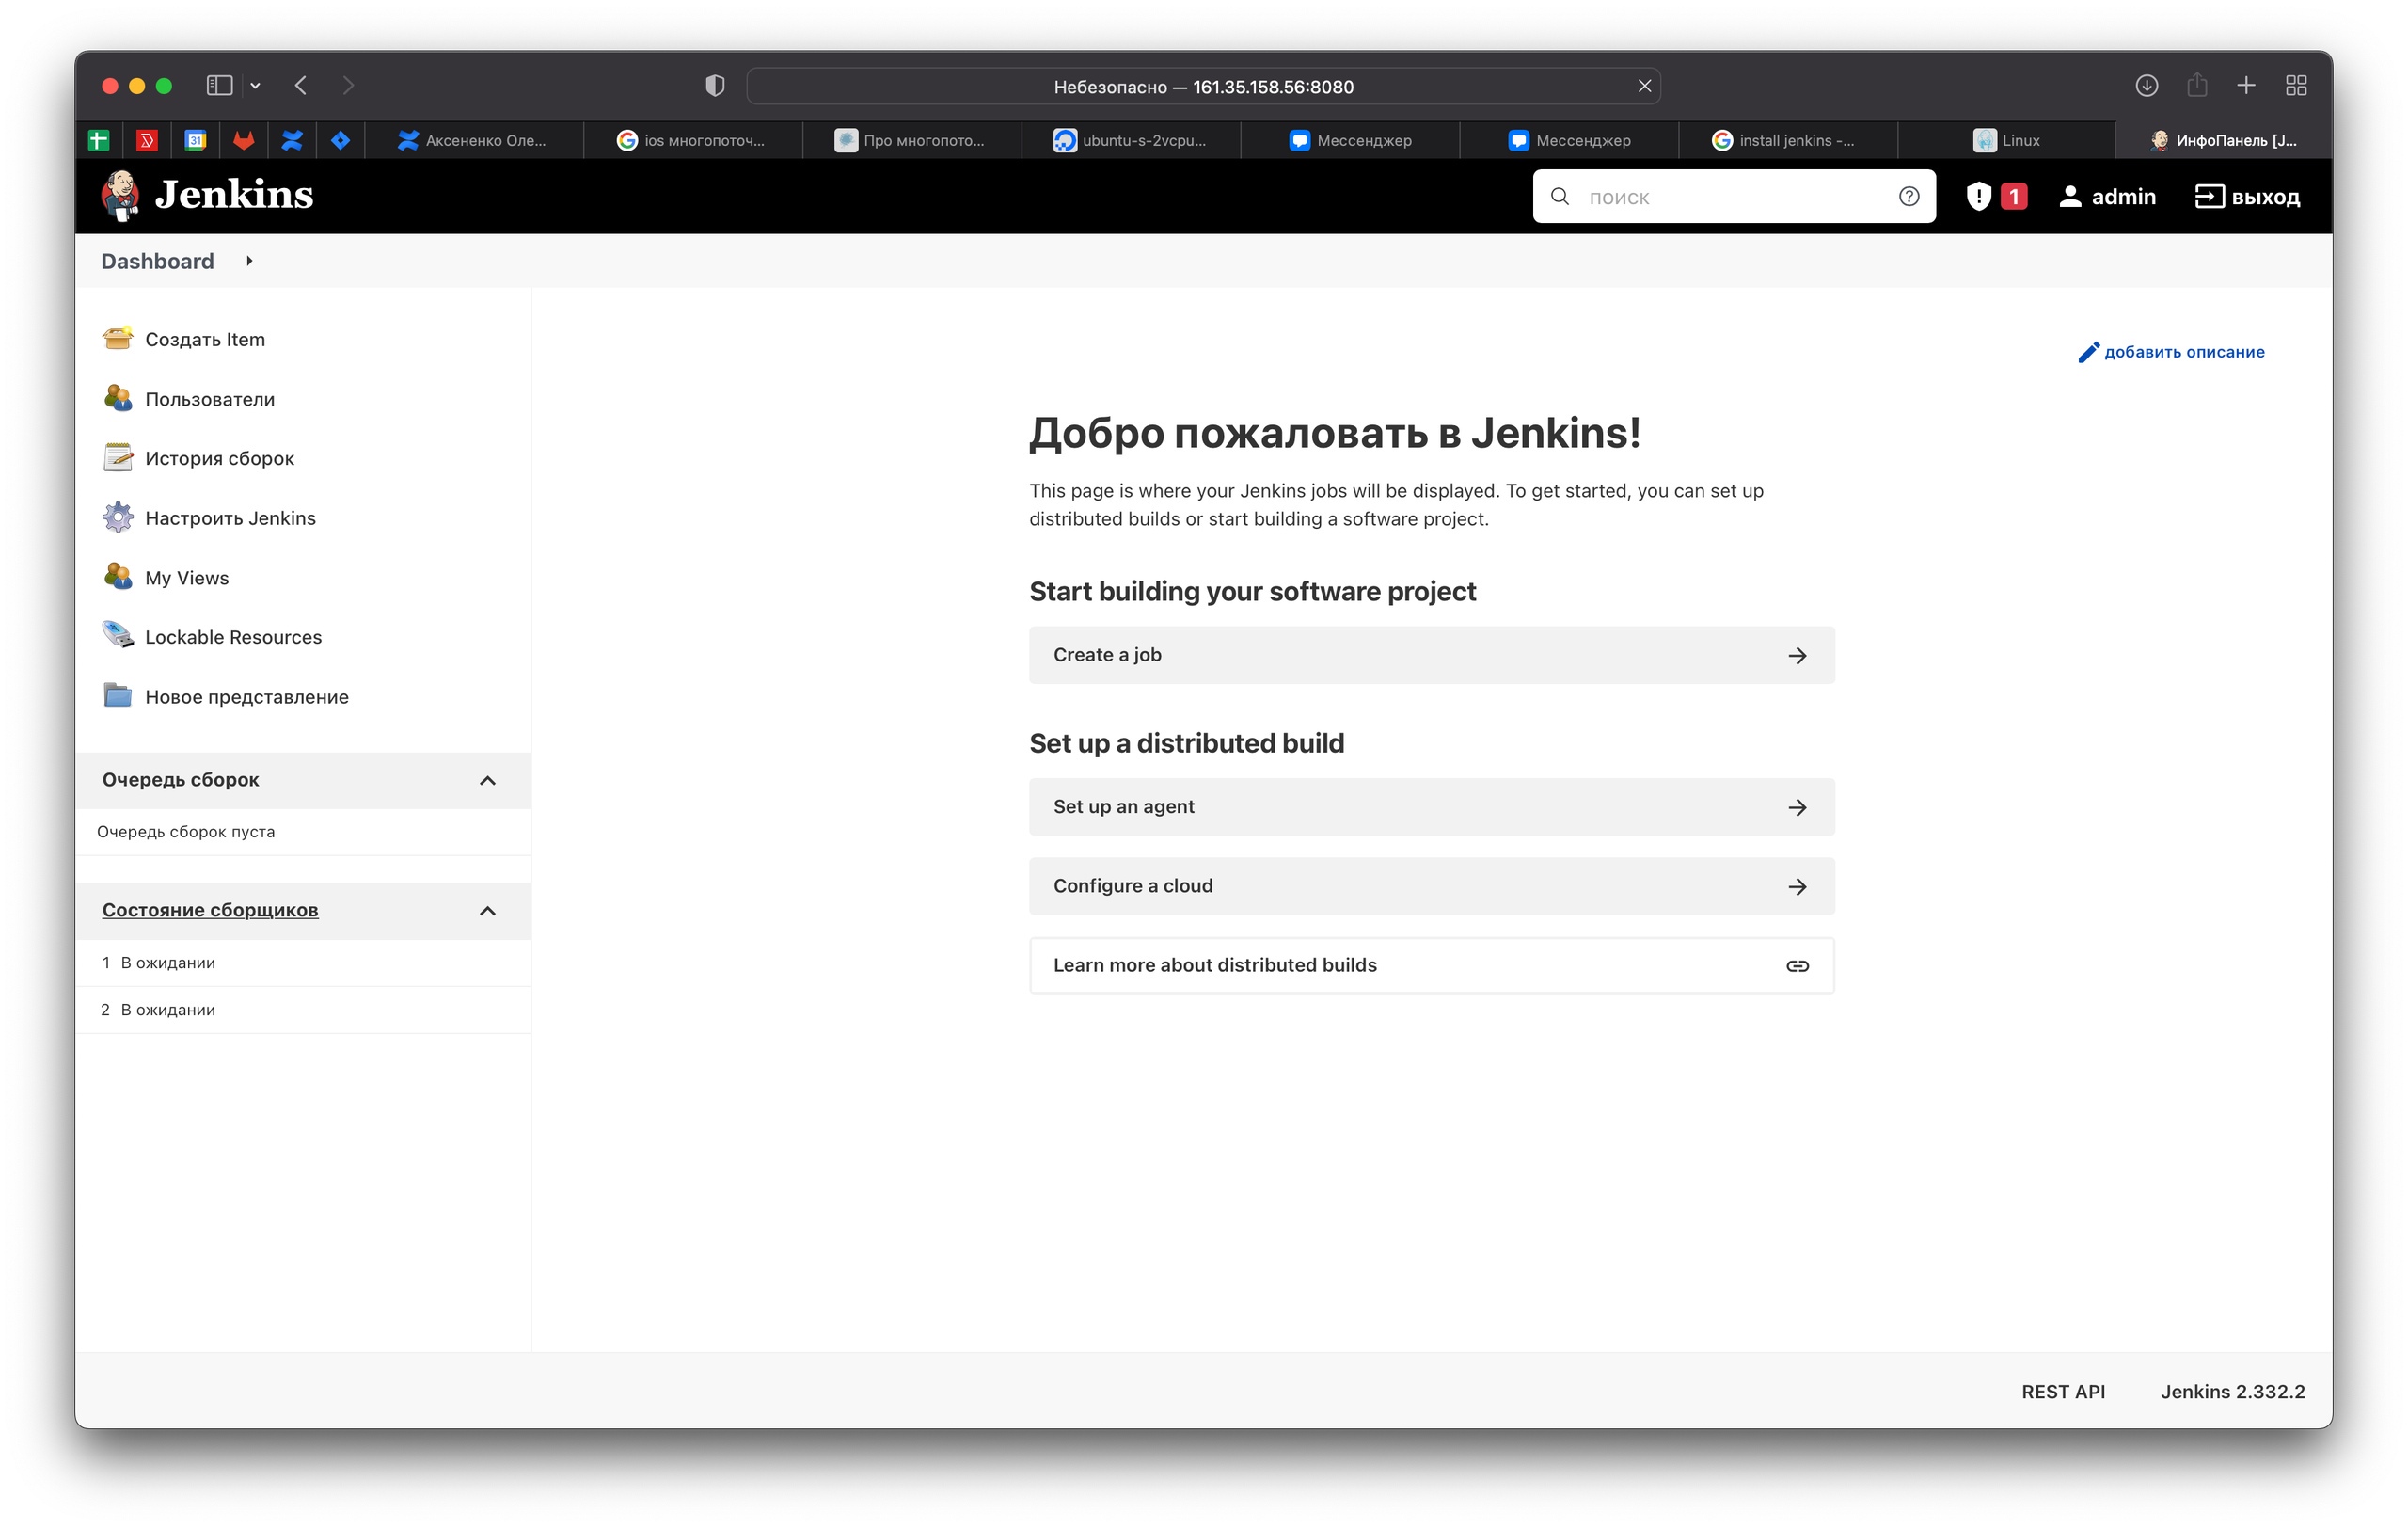 Небезопасно — 161.35.158.56:8080
31
Аксененко Оле...
ios многопоточ...
Про многопото...
ubuntu-s-2vcpu...
Мессенджер
Мессенджер
install jenkins -...
Linux
ИнфоПанель [J...
Jenkins
поиск
1
admin
выход
Dashboard
Создать Item
Пользователи
История сборок
Настроить Jenkins
My Views
Lockable Resources
Новое представление
Очередь сборок
Очередь сборок пуста
Состояние сборщиков
1 В ожидании
2 В ожидании
добавить описание
Добро пожаловать в Jenkins!
This page is where your Jenkins jobs will be displayed. To get started, you can set up
distributed builds or start building a software project.
Start building your software project
Create a job
Set up a distributed build
Set up an agent
Configure a cloud
Learn more about distributed builds
REST API
Jenkins 2.332.2